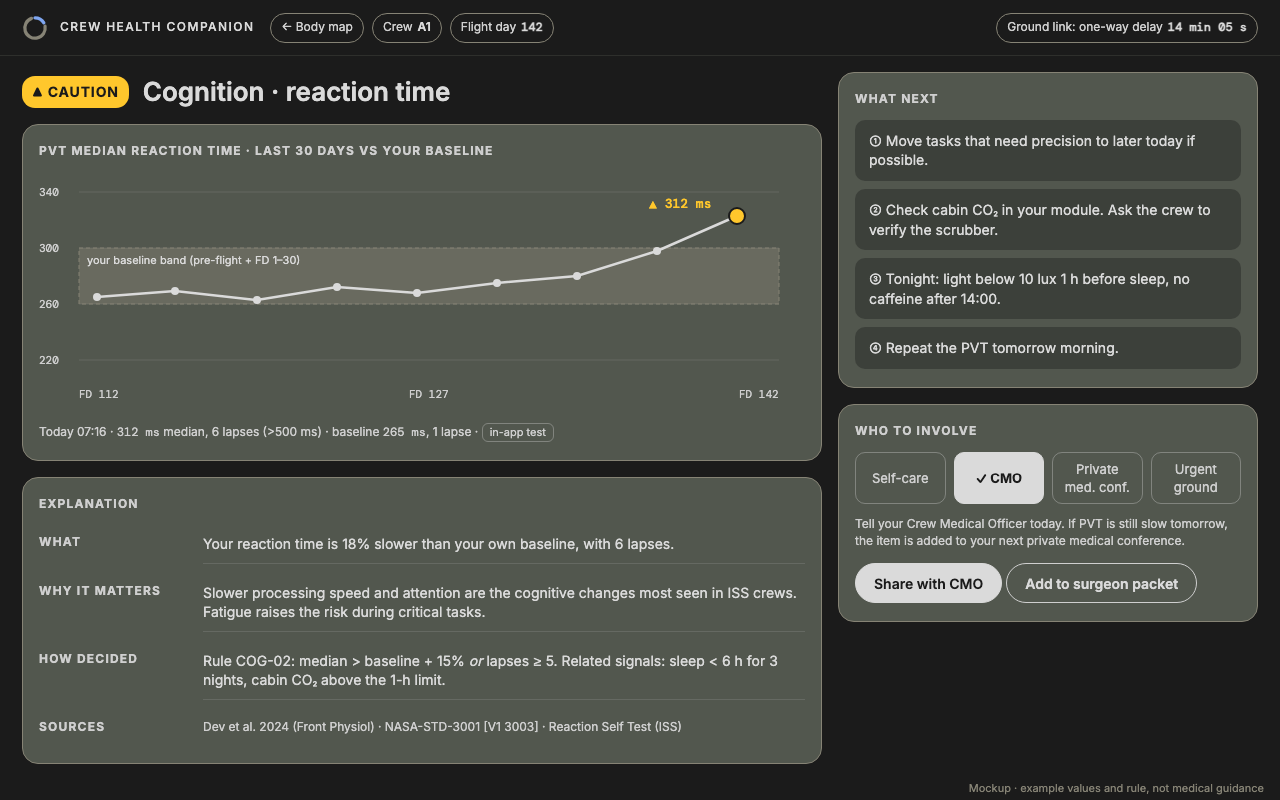 CREW HEALTH COMPANION
← Body map
Crew A1
Flight day 142
Ground link: one-way delay 14 min 05 s
▲ CAUTION
Cognition · reaction time
PVT MEDIAN REACTION TIME · LAST 30 DAYS VS YOUR BASELINE
340
▲ 312 ms
300
your baseline band (pre-flight + FD 1–30)
260
220
FD 112
FD 127
FD 142
Today 07:16 · 312 ms median, 6 lapses (>500 ms) · baseline 265 ms, 1 lapse · in-app test
EXPLANATION
WHAT
Your reaction time is 18% slower than your own baseline, with 6 lapses.
WHY IT MATTERS
Slower processing speed and attention are the cognitive changes most seen in ISS crews.
Fatigue raises the risk during critical tasks.
HOW DECIDED
Rule COG-02: median > baseline + 15% or lapses ≥ 5. Related signals: sleep < 6 h for 3
nights, cabin CO₂ above the 1-h limit.
SOURCES
Dev et al. 2024 (Front Physiol) · NASA-STD-3001 [V1 3003] · Reaction Self Test (ISS)
WHAT NEXT
① Move tasks that need precision to later today if
possible.
② Check cabin CO₂ in your module. Ask the crew to
verify the scrubber.
③ Tonight: light below 10 lux 1 h before sleep, no
caffeine after 14:00.
④ Repeat the PVT tomorrow morning.
WHO TO INVOLVE
Self-care
✓ CMO
Private
med. conf.
Urgent
ground
Tell your Crew Medical Officer today. If PVT is still slow tomorrow,
the item is added to your next private medical conference.
Share with CMO
Add to surgeon packet
Mockup · example values and rule, not medical guidance